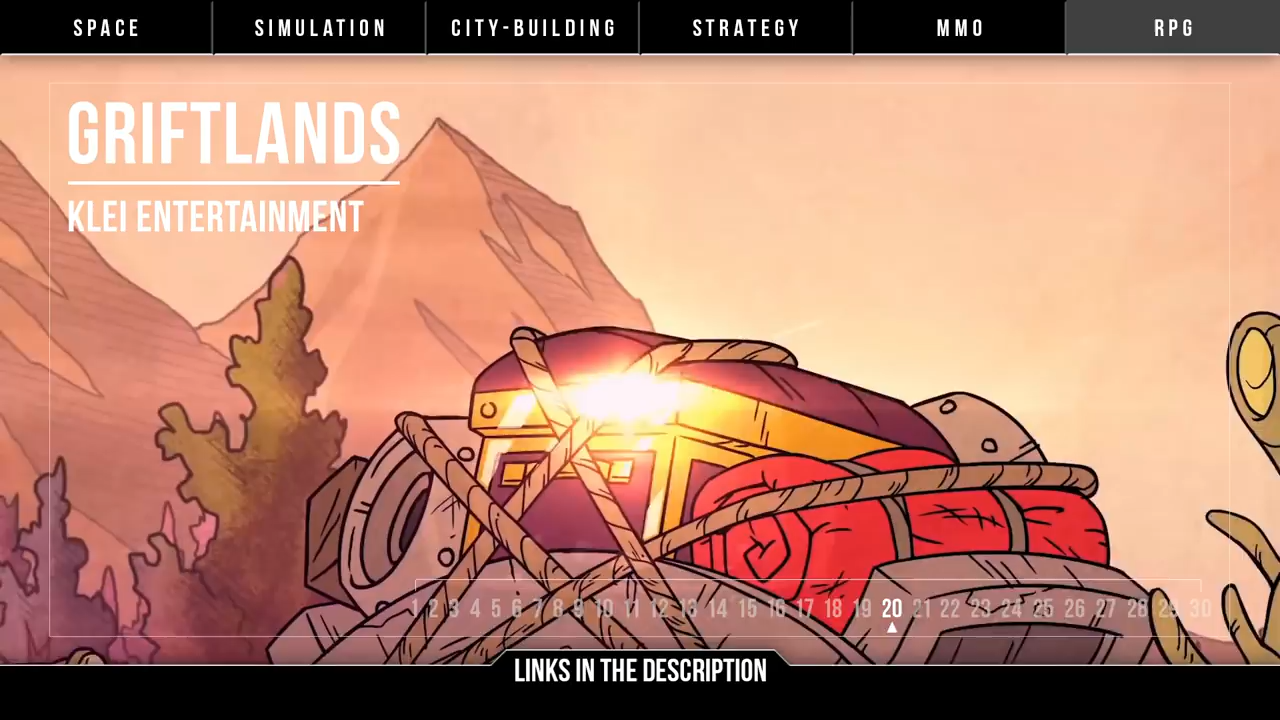 SPACE SIMULATION CITY-BUILDING STRATEGY MMO RPG
GRIFTLANDS
KLEI ENTERTAINMENT
1 2 3 4 5 6 7 8 9 10 11 12 13 14 15 16 17 18 19 20 21 22 23 24 25 26 27 28 29 30
LINKS IN THE DESCRIPTION